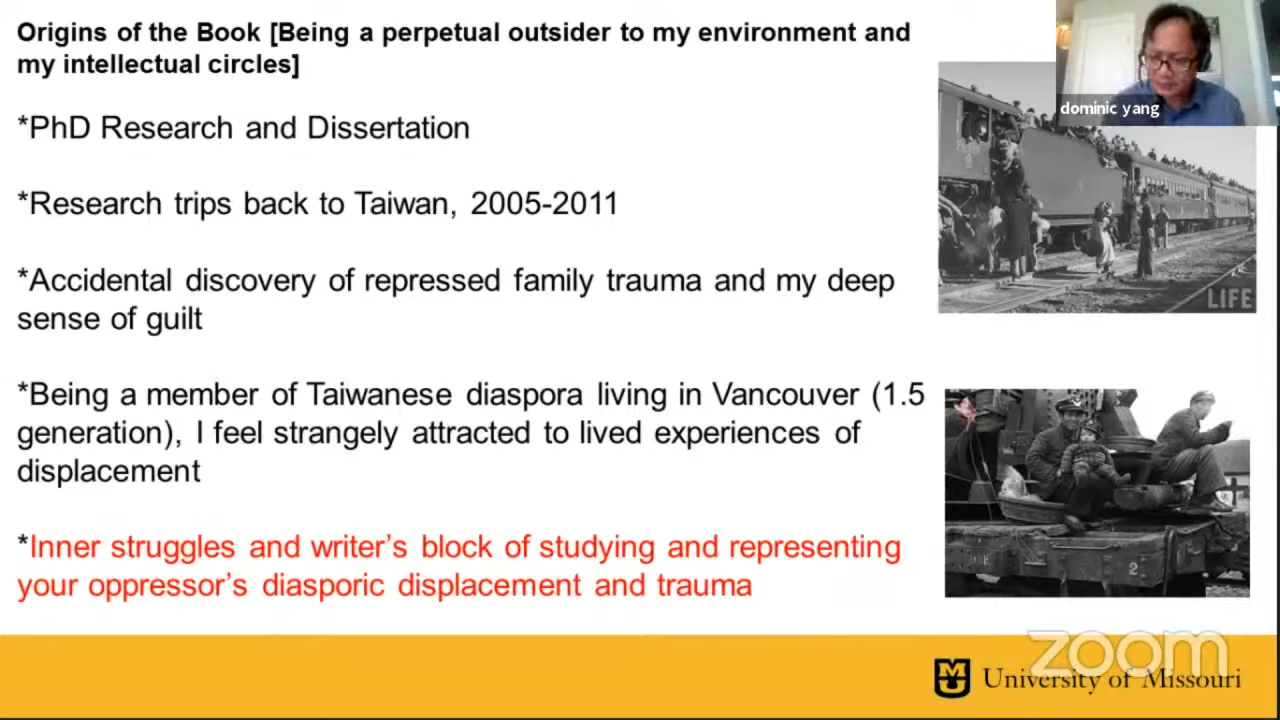 Origins of the Book [Being a perpetual outsider to my environment and
my intellectual circles]
dominic yang
*PhD Research and Dissertation
*Research trips back to Taiwan, 2005-2011
LIFE
*Accidental discovery of repressed family trauma and my deep
sense of guilt
*Being a member of Taiwanese diaspora living in Vancouver (1.5
generation), I feel strangely attracted to lived experiences of
displacement
*Inner struggles and writer’s block of studying and representing
your oppressor’s diasporic displacement and trauma
2
zoom
University of Missouri